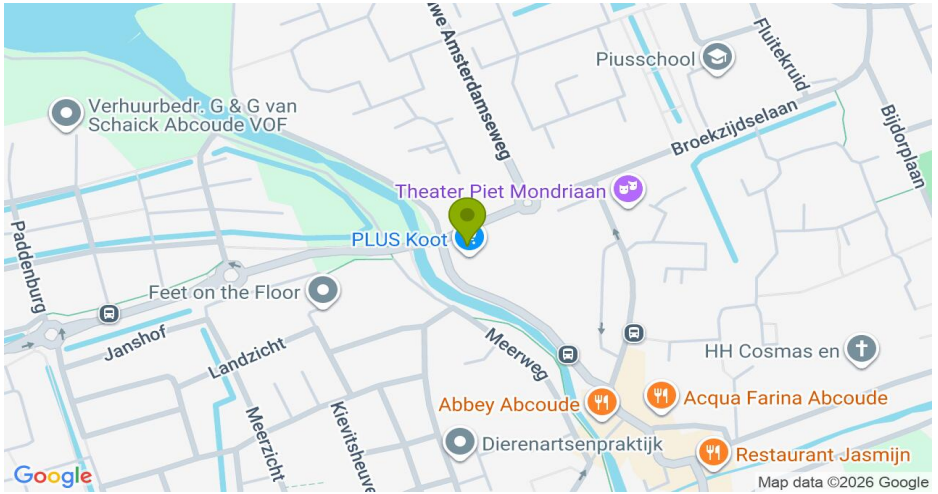 uwe Amsterdamseweg
Piusschool
Fluitekruid
Verhuurbedr. G & G van
Schaick Abcoude VOF
Broekzijdselaan
Bijdorplaan
Theater Piet Mondriaan
PLUS Koot
Paddenburg
Feet on the Floor
Janshof
Landzicht
Meerweg
HH Cosmas en
Abbey Abcoude
Acqua Farina Abcoude
Meerzicht
Kievitsheuve
Dierenartsenpraktijk
Restaurant Jasmijn
Google
Map data ©2026 Google